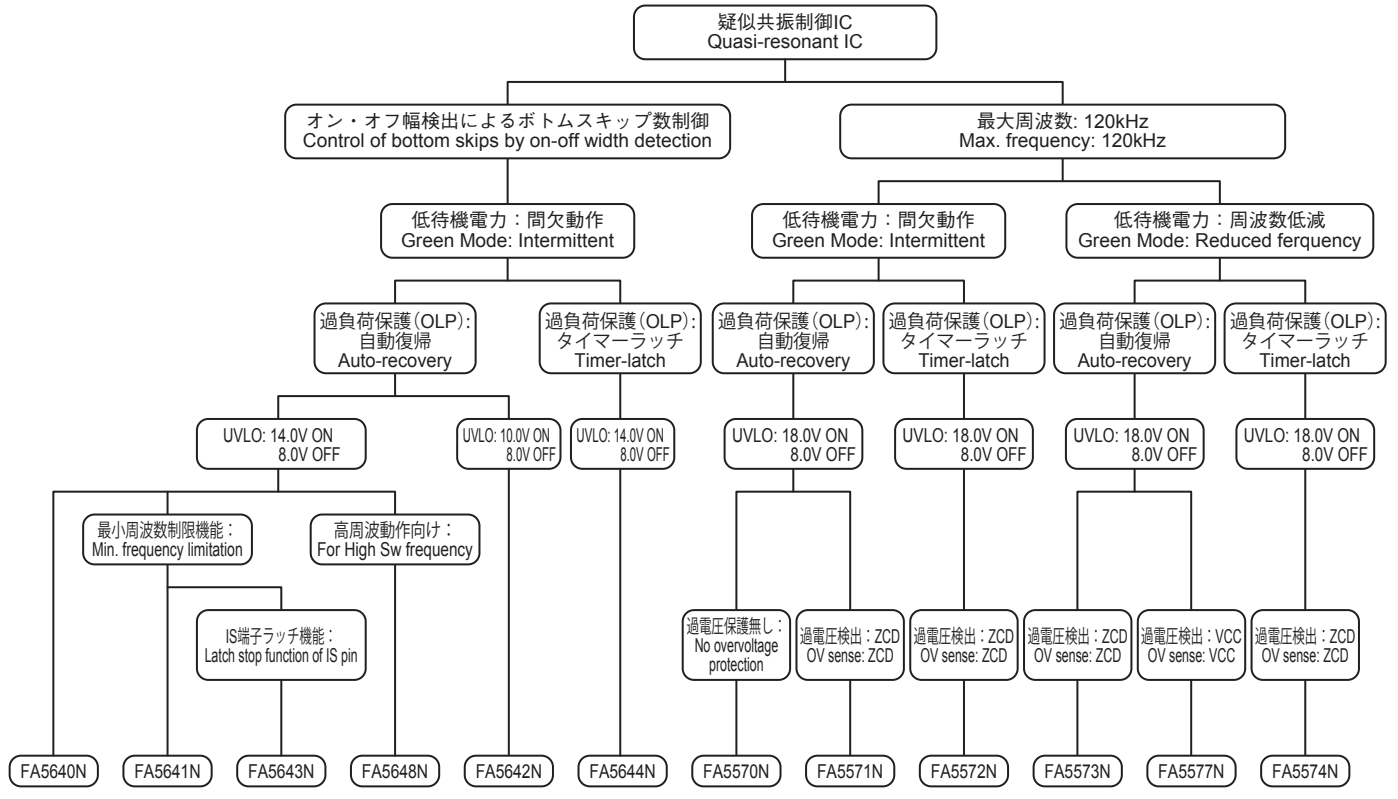 疑似共振制御IC
Quasi-resonant IC
オン・オフ幅検出によるボトムスキップ数制御
Control of bottom skips by on-off width detection
最大周波数: 120kHz
Max. frequency: 120kHz
低待機電力：間欠動作
Green Mode: Intermittent
低待機電力：間欠動作
Green Mode: Intermittent
低待機電力：周波数低減
Green Mode: Reduced ferquency
過負荷保護(OLP):
自動復帰
Auto-recovery
過負荷保護(OLP):
タイマーラッチ
Timer-latch
過負荷保護(OLP):
自動復帰
Auto-recovery
過負荷保護(OLP):
タイマーラッチ
Timer-latch
過負荷保護(OLP):
自動復帰
Auto-recovery
過負荷保護(OLP):
タイマーラッチ
Timer-latch
UVLO: 14.0V ON
8.0V OFF
UVLO: 10.0V ON
8.0V OFF
UVLO: 14.0V ON
8.0V OFF
UVLO: 18.0V ON
8.0V OFF
UVLO: 18.0V ON
8.0V OFF
UVLO: 18.0V ON
8.0V OFF
UVLO: 18.0V ON
8.0V OFF
最小周波数制限機能：
Min. frequency limitation
高周波動作向け：
For High Sw frequency
IS端子ラッチ機能：
Latch stop function of IS pin
過電圧保護無し：
No overvoltage
protection
過電圧検出：ZCD
OV sense: ZCD
過電圧検出：ZCD
OV sense: ZCD
過電圧検出：ZCD
OV sense: ZCD
過電圧検出：VCC
OV sense: VCC
過電圧検出：ZCD
OV sense: ZCD
FA5640N
FA5641N
FA5643N
FA5648N
FA5642N
FA5644N
FA5570N
FA5571N
FA5572N
FA5573N
FA5577N
FA5574N